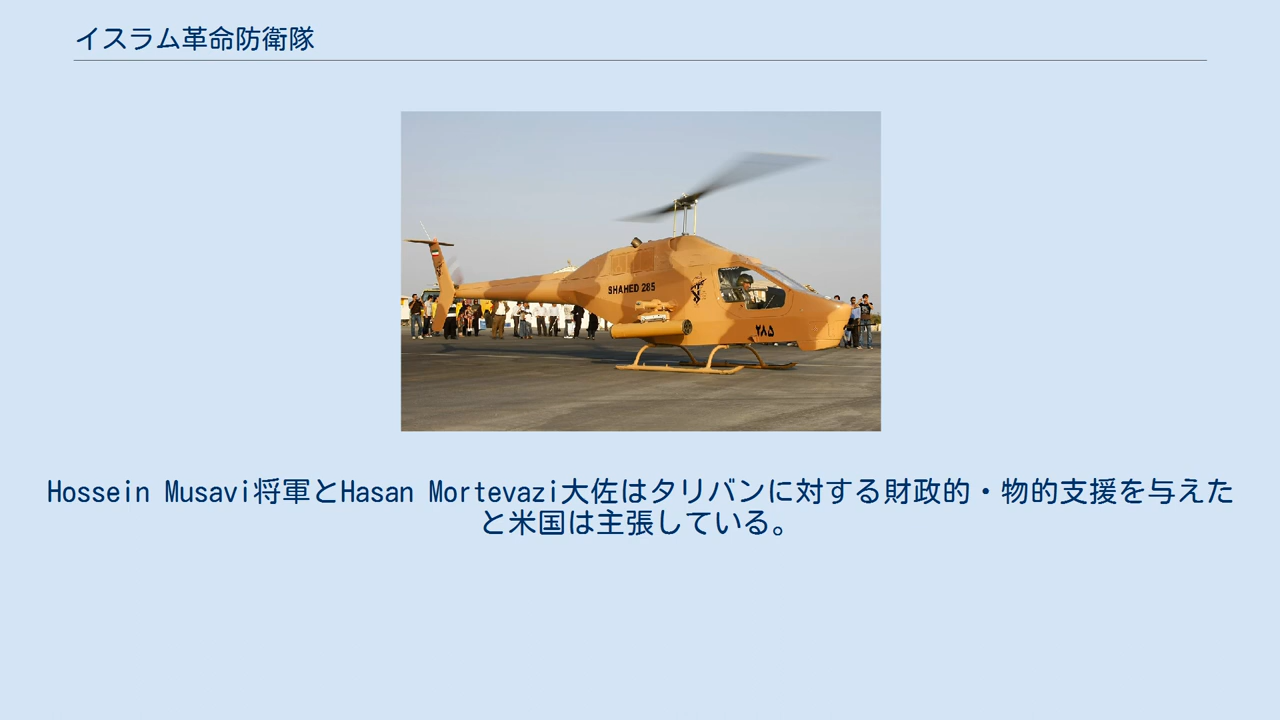 イスラム革命防衛隊
SHAHED 285
۲۸۵
Hossein Musavi将軍とHasan Mortevazi大佐はタリバンに対する財政的・物的支援を与えた
と米国は主張している。